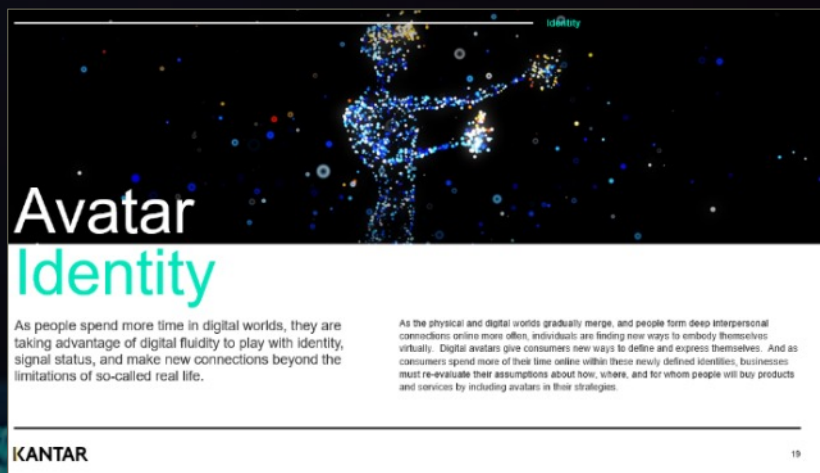 Identity
Avatar
Identity
As people spend more time in digital worlds, they are
taking advantage of digital fluidity to play with identity,
signal status, and make new connections beyond the
limitations of so-called real life.
As the physical and digital worlds gradually merge, and people form deep interpersonal
connections online more often, individuals are finding new ways to embody themselves
virtually. Digital avatars give consumers new ways to define and express themselves. And as
consumers spend more of their time online within these newly defined identities, businesses
must re-evaluate their assumptions about how, where, and for whom people will buy products
and services by including avatars in their strategies.
KANTAR
19